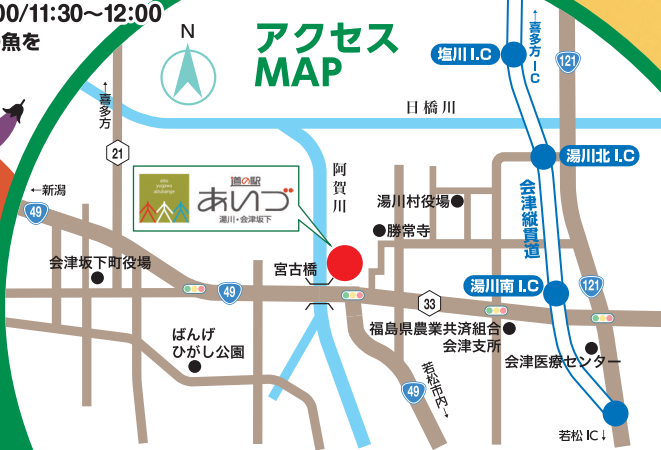 00/11:30～12:00
魚を
アクセス
MAP
N
塩川 I.C
←喜多方IC
121
日橋川
←喜多方
21
湯川北 I.C
阿賀川
道の駅
あいづ
湯川・会津坂下
←新潟
49
湯川村役場
勝常寺
会津縦貫道
会津坂下町役場
宮古橋
49
湯川南 I.C
121
33
福島県農業共済組合
会津支所
ばんげ
ひがし公園
会津医療センター
若松市内→
49
若松IC↓